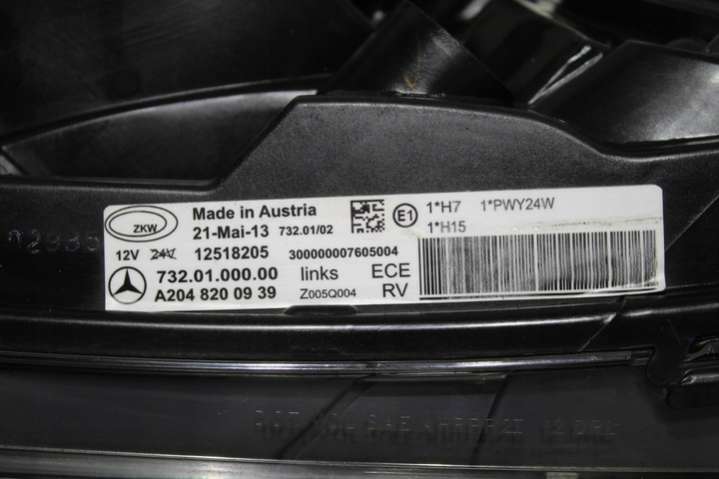 ZKW
Made in Austria
21-Mai-13 732.01/02
12V 24V 12518205
300000007605004
732.01.000.00 links ECE
A204 820 09 39 Z005Q004 RV
E1 1*H7 1*PWY24W
1*H15